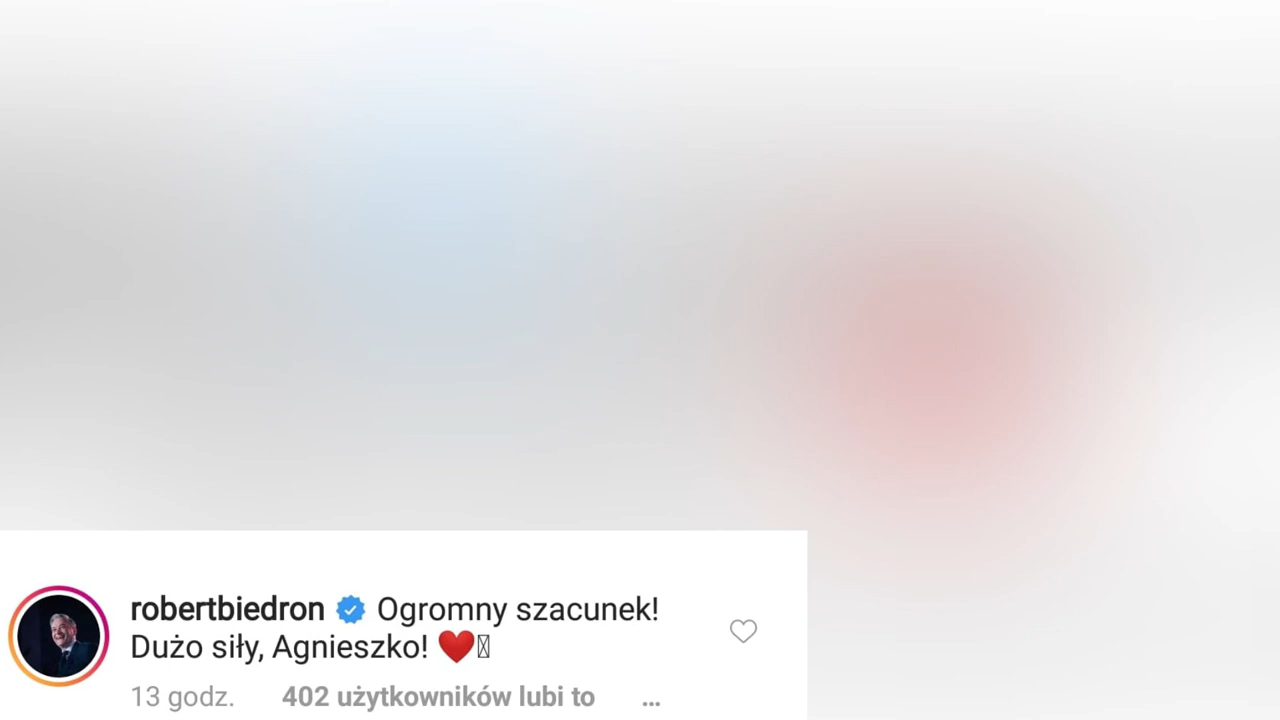 robertbiedron Ogromny szacunek!
Dużo siły, Agnieszko! ❤️
13 godz. 402 użytkowników lubi to ...